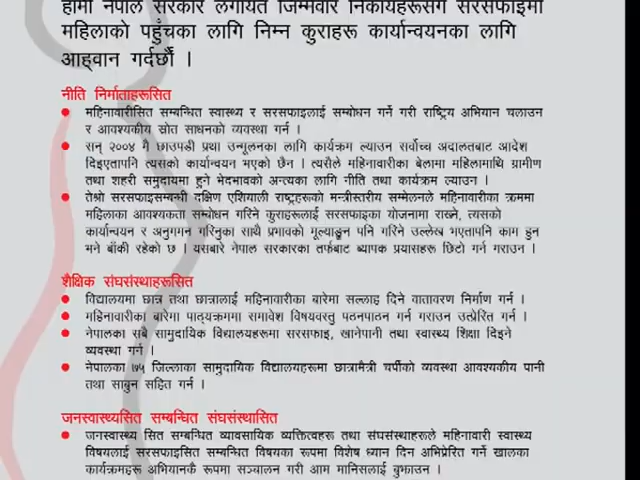 हामी नेपाल सरकार लगायत जिम्मेवार निकायहरूसँग सरसफाइमा
महिलाको पहुँचका लागि निम्न कुराहरू कार्यान्वयनका लागि
आह्वान गर्दछौं ।
नीति निर्माताहरूसित
महिनावारीसित सम्बन्धित स्वास्थ्य र सरसफाइलाई सम्बोधन गर्ने गरी राष्ट्रिय अभियान चलाउन
र आवश्यकीय स्रोत साधनको व्यवस्था गर्न ।
सन् २००४ मै छाउपडी प्रथा उन्मूलनका लागि कार्यक्रम ल्याउन सर्वोच्च अदालतबाट आदेश
दिइएतापनि त्यसको कार्यान्वयन भएको छैन । त्यसैले महिनावारीका बेलामा महिलामाथि ग्रामीण
तथा शहरी समुदायमा हुने भेदभावको अन्त्यका लागि नीति तथा कार्यक्रम ल्याउन ।
तेश्रो सरसफाइसम्बन्धी दक्षिण एशियाली राष्ट्रहरूको मन्त्रीस्तरीय सम्मेलनले महिनावारीका क्रममा
महिलाका आवश्यकता सम्बोधन गरिने कुराहरूलाई सरसफाइका योजनामा राख्ने, त्यसको
कार्यान्वयन र अनुगमन गरिनुका साथै प्रभावको मूल्याङ्कन पनि गरिने उल्लेख भएतापनि काम हुन
भने बाँकी रहेको छ । यसबारे नेपाल सरकारका तर्फबाट ब्यापक प्रयासहरू छिटो गर्न गराउन ।
शैक्षिक संघसंस्थाहरूसित
विद्यालयमा छात्र तथा छात्रालाई महिनावारीका बारेमा सल्लाह दिने वातावरण निर्माण गर्न ।
महिनावारीका बारेमा पाठ्यक्रममा समावेश विषयवस्तु पठनपाठन गर्न गराउन उत्प्रेरित गर्न ।
नेपालका सबै सामुदायिक विद्यालयहरूमा सरसफाइ, खानेपानी तथा स्वास्थ्य शिक्षा दिइने
व्यवस्था गर्न ।
नेपालका ७५ जिल्लाका सामुदायिक विद्यालयहरूमा छात्रामैत्री चर्पीको व्यवस्था आवश्यकीय पानी
तथा साबुन सहित गर्न ।
जनस्वास्थ्यसित सम्बन्धित संघसंस्थासित
जनस्वास्थ्य सित सम्बन्धित व्यावसायिक व्यक्तित्वहरू तथा संघसंस्थाहरूले महिनावारी स्वास्थ्य
विषयलाई सरसफाइसित सम्बन्धित विषयका रूपमा विशेष ध्यान दिन अभिप्रेरित गर्ने खालका
कार्यक्रमहरू अभियानकै रूपमा सञ्चालन गरी आम मानिसलाई बुझाउन ।